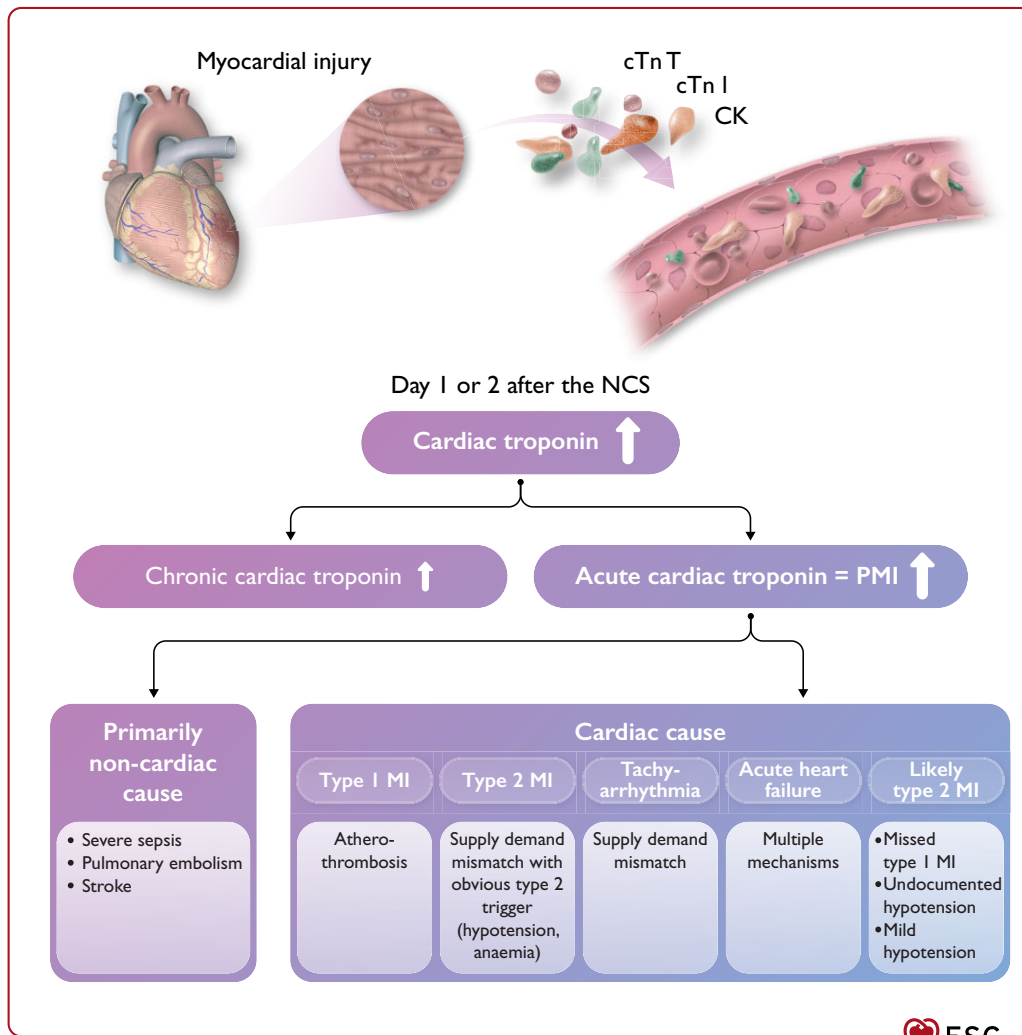 Myocardial injury
cTn T
cTn I
CK
Day 1 or 2 after the NCS
Cardiac troponin
Chronic cardiac troponin
Acute cardiac troponin = PMI
Primarily
non-cardiac
cause
• Severe sepsis
• Pulmonary embolism
• Stroke
Cardiac cause
Type 1 MI
Athero-
thrombosis
Type 2 MI
Supply demand
mismatch with
obvious type 2
trigger
(hypotension,
anaemia)
Tachy-
arrhythmia
Supply demand
mismatch
Acute heart
failure
Multiple
mechanisms
Likely
type 2 MI
•Missed
type 1 MI
•Undocumented
hypotension
•Mild
hypotension
ESC